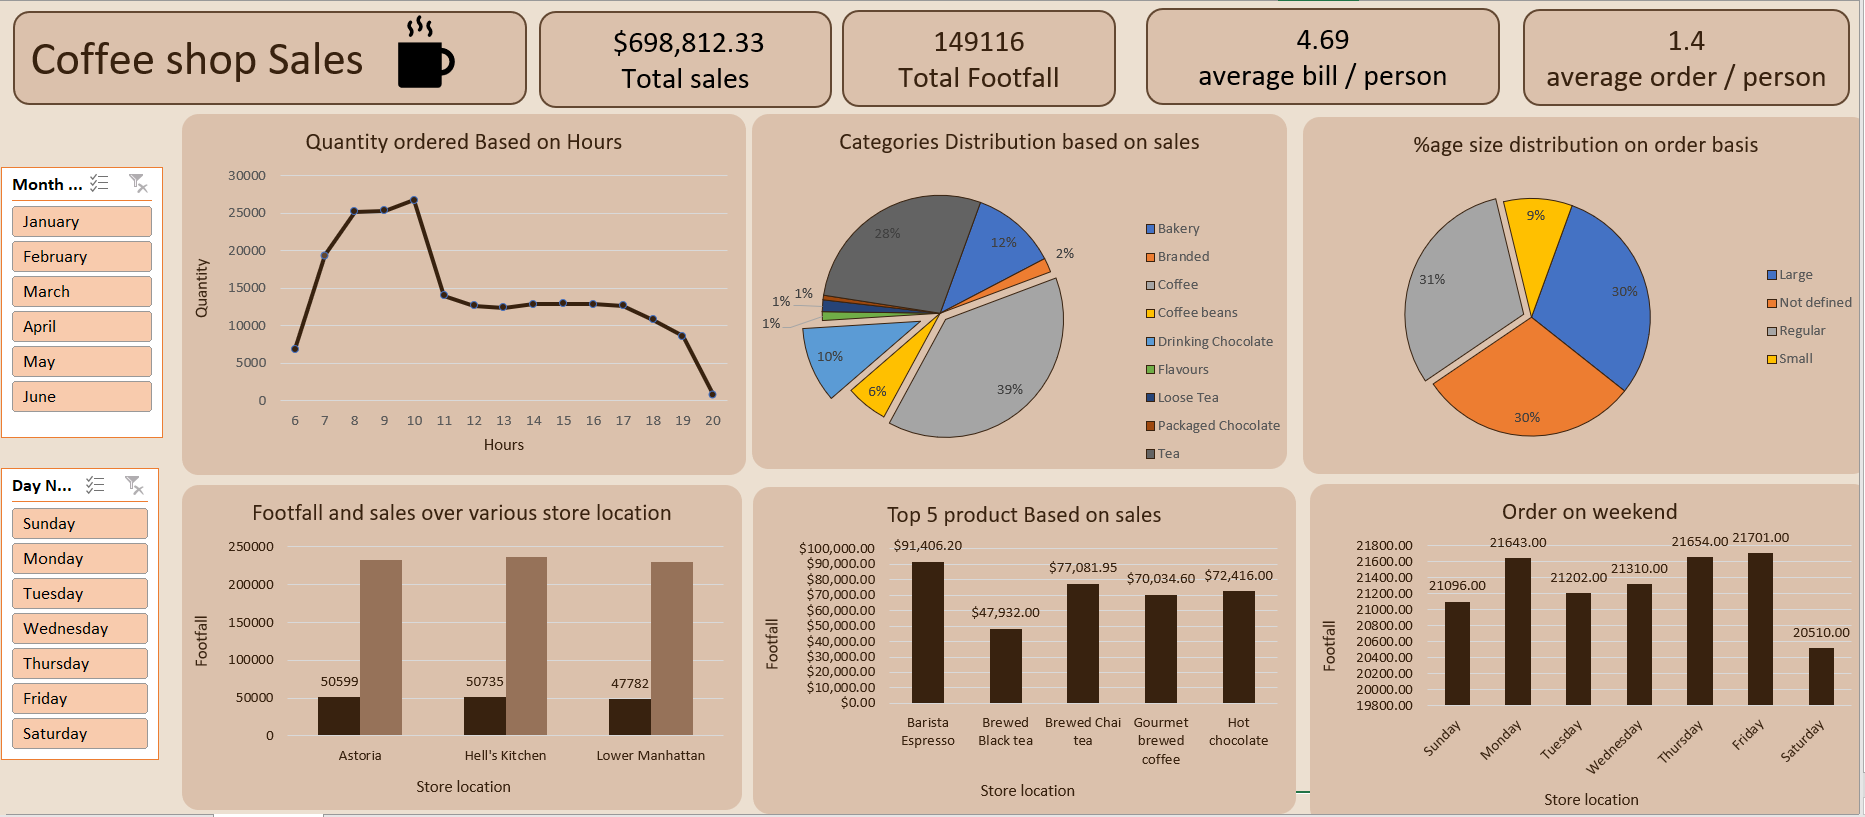 Coffee shop Sales
$698,812.33
Total sales
149116
Total Footfall
4.69
average bill / person
1.4
average order / person
Month ...
January
February
March
April
May
June
Day N...
Sunday
Monday
Tuesday
Wednesday
Thursday
Friday
Saturday
Quantity ordered Based on Hours
Quantity
30000
25000
20000
15000
10000
5000
0
6 7 8 9 10 11 12 13 14 15 16 17 18 19 20
Hours
Categories Distribution based on sales
28%
12%
2%
1%
1%
1%
10%
6%
39%
Bakery
Branded
Coffee
Coffee beans
Drinking Chocolate
Flavours
Loose Tea
Packaged Chocolate
Tea
%age size distribution on order basis
9%
31%
30%
30%
Large
Not defined
Regular
Small
Footfall and sales over various store location
Footfall
250000
200000
150000
100000
50000
0
50599
50735
47782
Astoria
Hell's Kitchen
Lower Manhattan
Store location
Top 5 product Based on sales
Footfall
$100,000.00
$90,000.00
$80,000.00
$70,000.00
$60,000.00
$50,000.00
$40,000.00
$30,000.00
$20,000.00
$10,000.00
$0.00
$91,406.20
$47,932.00
$77,081.95
$70,034.60
$72,416.00
Barista
Espresso
Brewed
Black tea
Brewed Chai
tea
Gourmet
brewed
coffee
Hot
chocolate
Store location
Order on weekend
Footfall
21800.00
21600.00
21400.00
21200.00
21000.00
20800.00
20600.00
20400.00
20200.00
20000.00
19800.00
21096.00
21643.00
21202.00
21310.00
21654.00
21701.00
20510.00
Sunday
Monday
Tuesday
Wednesday
Thursday
Friday
Saturday
Store location